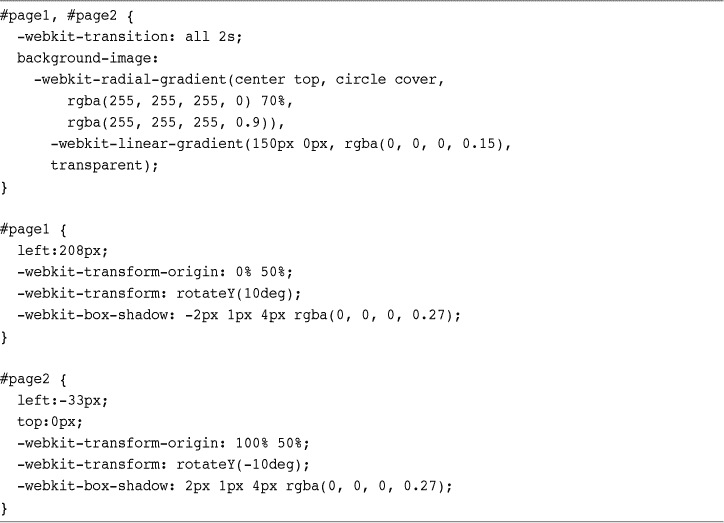 #page1, #page2 {
  -webkit-transition: all 2s;
  background-image:
    -webkit-radial-gradient(center top, circle cover,
        rgba(255, 255, 255, 0) 70%,
        rgba(255, 255, 255, 0.9)),
      -webkit-linear-gradient(150px 0px, rgba(0, 0, 0, 0.15),
      transparent);
}

#page1 {
  left:208px;
  -webkit-transform-origin: 0% 50%;
  -webkit-transform: rotateY(10deg);
  -webkit-box-shadow: -2px 1px 4px rgba(0, 0, 0, 0.27);
}

#page2 {
  left:-33px;
  top:0px;
  -webkit-transform-origin: 100% 50%;
  -webkit-transform: rotateY(-10deg);
  -webkit-box-shadow: 2px 1px 4px rgba(0, 0, 0, 0.27);
}